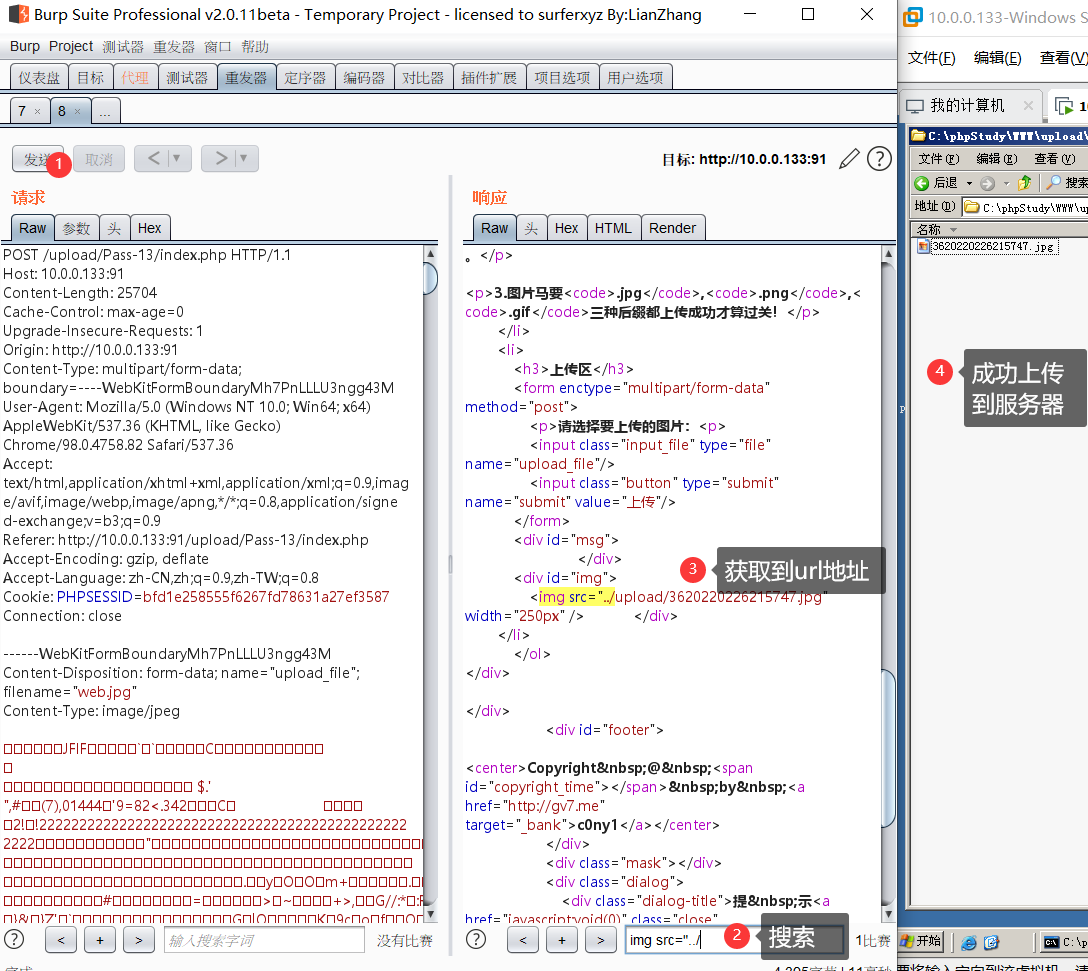 Burp Suite Professional v2.0.11beta - Temporary Project - licensed to surferxyz By:LianZhang
Burp Project 测试器 重发器 窗口 帮助
仪表盘 目标 代理 测试器 重发器 定序器 编码器 对比器 插件扩展 项目选项 用户选项
7 × 8 × ...
发送 1 取消 < ▼ > ▼ 目标: http://10.0.0.133:91
请求
Raw 参数 头 Hex
POST /upload/Pass-13/index.php HTTP/1.1
Host: 10.0.0.133:91
Content-Length: 25704
Cache-Control: max-age=0
Upgrade-Insecure-Requests: 1
Origin: http://10.0.0.133:91
Content-Type: multipart/form-data;
boundary=----WebKitFormBoundaryMh7PnLLLU3ngg43M
User-Agent: Mozilla/5.0 (Windows NT 10.0; Win64; x64)
AppleWebKit/537.36 (KHTML, like Gecko)
Chrome/98.0.4758.82 Safari/537.36
Accept:
text/html,application/xhtml+xml,application/xml;q=0.9,imag
e/avif,image/webp,image/apng,*/*;q=0.8,application/signe
d-exchange;v=b3;q=0.9
Referer: http://10.0.0.133:91/upload/Pass-13/index.php
Accept-Encoding: gzip, deflate
Accept-Language: zh-CN,zh;q=0.9,zh-TW;q=0.8
Cookie: PHPSESSID=bfd1e258555f6267fd78631a27ef3587
Connection: close
------WebKitFormBoundaryMh7PnLLLU3ngg43M
Content-Disposition: form-data; name="upload_file";
filename="web.jpg"
Content-Type: image/jpeg
JFIF
输入搜索字词 没有比赛
响应
Raw 头 Hex HTML Render
。</p>
<p>3.图片马要<code>.jpg</code>,<code>.png</code>,<
code>.gif</code>三种后缀都上传成功才算过关！</p>
</li>
<li>
<h3>上传区</h3>
<form enctype="multipart/form-data"
method="post">
<p>请选择要上传的图片：<p>
<input class="input_file" type="file"
name="upload_file"/>
<input class="button" type="submit"
name="submit" value="上传"/>
</form>
<div id="msg">
</div>
<div id="img">
3 获取到url地址
<img src="../upload/3620220226215747.jpg"
width="250px" /> </div>
</li>
</ol>
</div>
</div>
<div id="footer">
<center>Copyright&nbsp;@&nbsp;<span
id="copyright_time"></span>&nbsp;by&nbsp;<a
href="http://gv7.me"
target="_bank">c0ny1</a></center>
</div>
<div class="mask"></div>
<div class="dialog">
<div class="dialog-title">提&nbsp;示<a
href="javascript:void(0)" class="close"
< + > img src="../ 2 搜索 1比赛
10.0.0.133-Windows S
文件(F) 编辑(E) 查看(V)
我的计算机 ×
C:\phpStudy\WWW\upload\
文件(F) 编辑(E) 查看(V)
后退 搜索
地址(D) C:\phpStudy\WWW\u
名称
3620220226215747.jpg
4 成功上传
到服务器
开始 C:\p